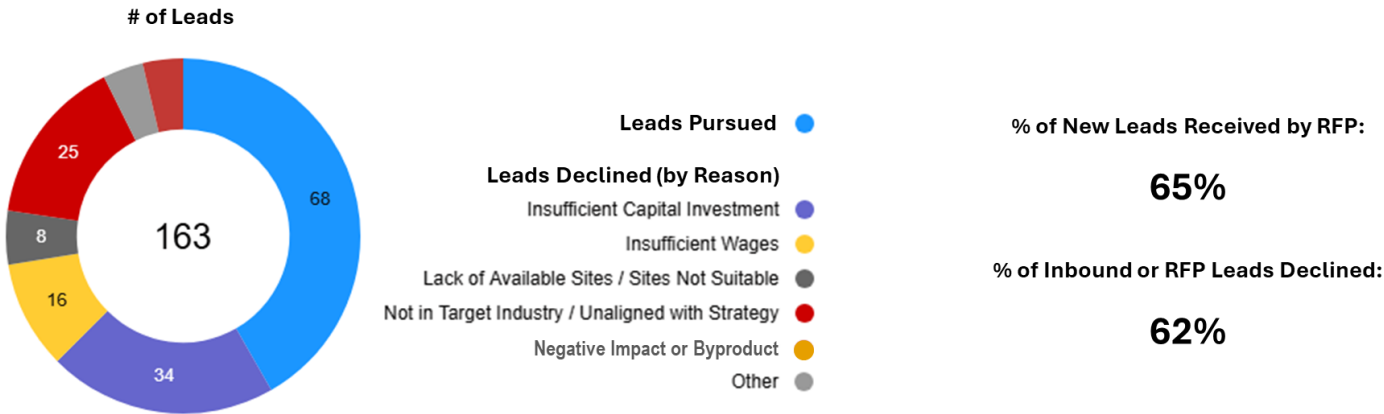 # of Leads
25
68
8
163
16
34
Leads Pursued
Leads Declined (by Reason)
Insufficient Capital Investment
Insufficient Wages
Lack of Available Sites / Sites Not Suitable
Not in Target Industry / Unaligned with Strategy
Negative Impact or Byproduct
Other
% of New Leads Received by RFP:
65%
% of Inbound or RFP Leads Declined:
62%